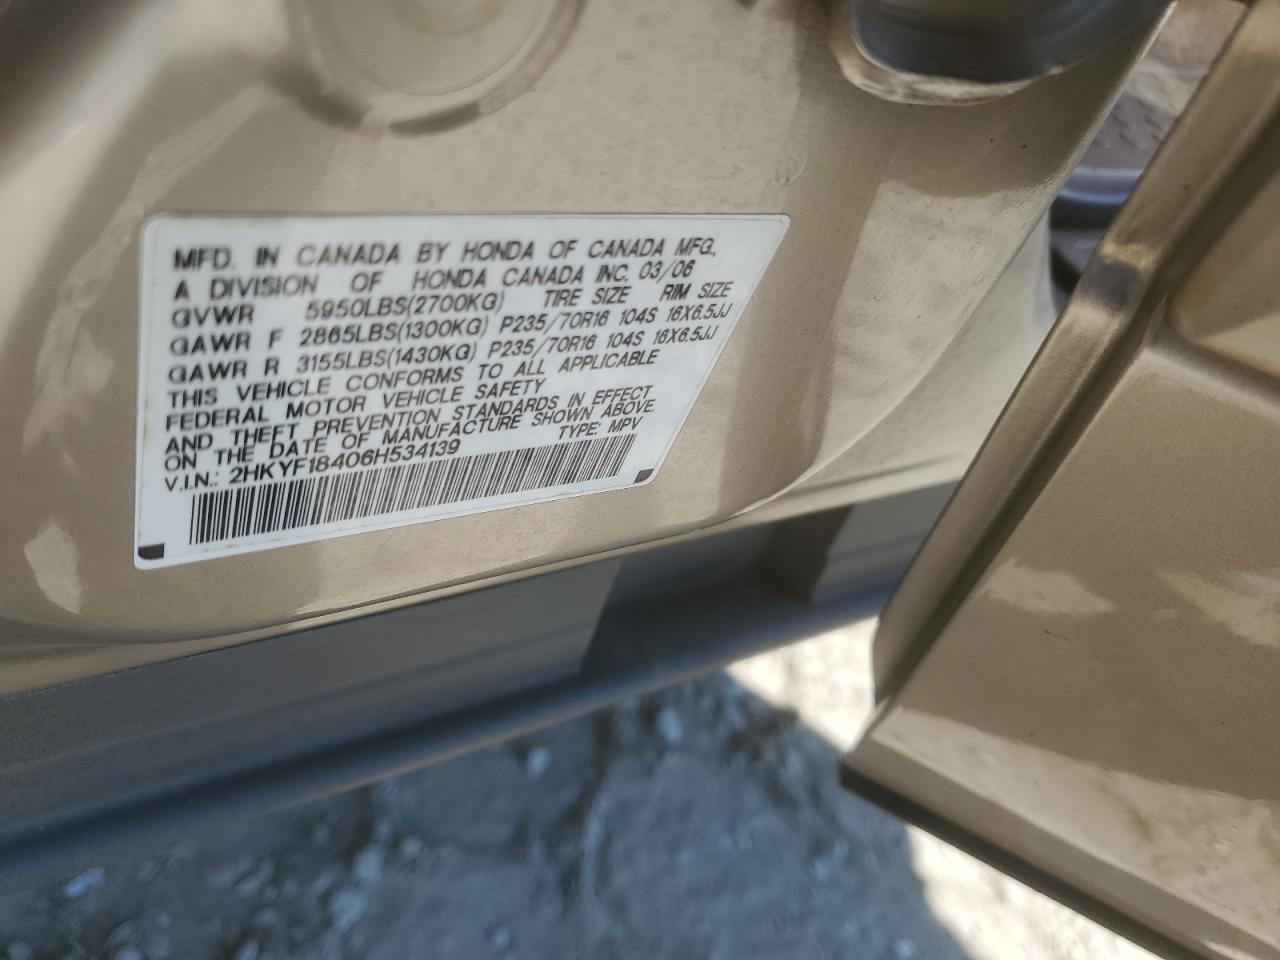 MFD. IN CANADA BY HONDA OF CANADA MFG.,
A DIVISION OF HONDA CANADA INC. 03/06
GVWR 5950LBS(2700KG) TIRE SIZE RIM SIZE
GAWR F 2865LBS(1300KG) P235/70R16 104S 16X6.5JJ
GAWR R 3155LBS(1430KG) P235/70R16 104S 16X6.5JJ
THIS VEHICLE CONFORMS TO ALL APPLICABLE
FEDERAL MOTOR VEHICLE SAFETY
AND THEFT PREVENTION STANDARDS IN EFFECT
ON THE DATE OF MANUFACTURE SHOWN ABOVE.
V.I.N.: 2HKYF18406H534139 TYPE: MPV